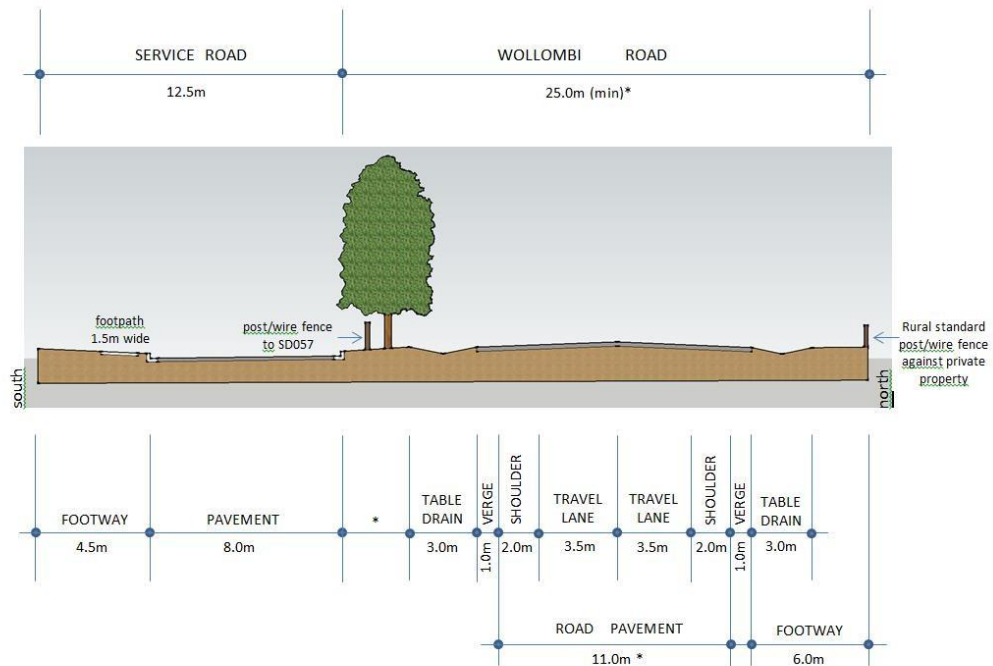 SERVICE ROAD
WOLLOMBI ROAD
12.5m
25.0m (min)*
footpath
1.5m wide
post/wire fence
to SD057
Rural standard
post/wire fence
against private
property
south
north
FOOTWAY
PAVEMENT
*
TABLE
DRAIN
VERGE
SHOULDER
TRAVEL
LANE
TRAVEL
LANE
SHOULDER
VERGE
TABLE
DRAIN
4.5m
8.0m
3.0m
1.0m
2.0m
3.5m
3.5m
2.0m
1.0m
3.0m
ROAD PAVEMENT
FOOTWAY
11.0m *
6.0m